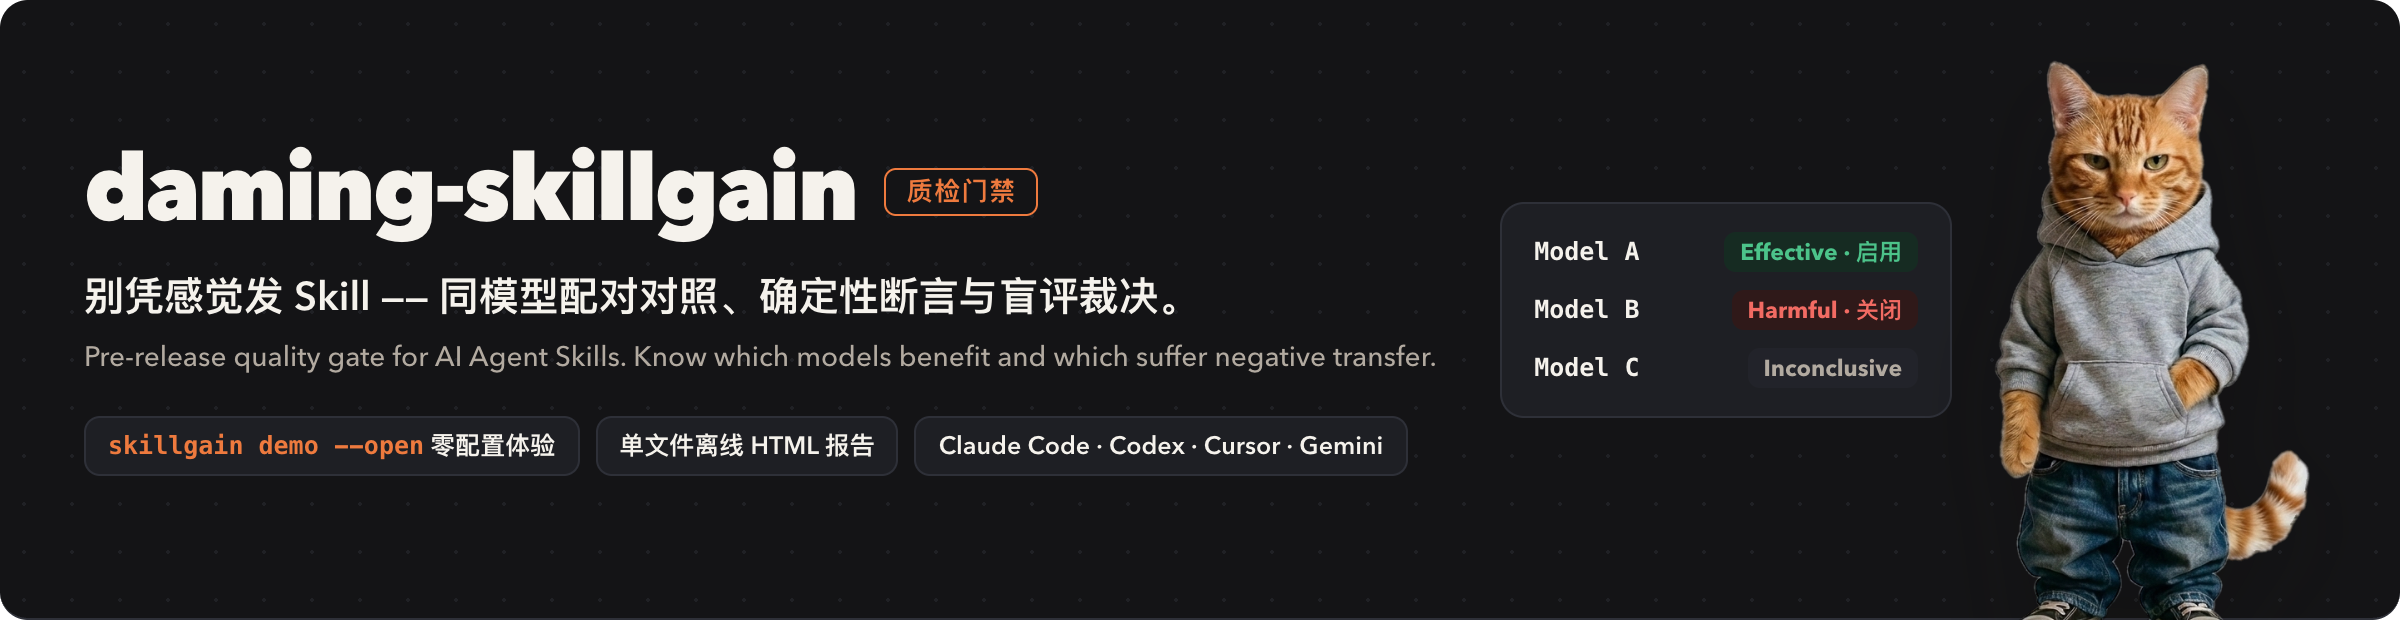 daming-skillgain 质检门禁
别凭感觉发 Skill —— 同模型配对对照、确定性断言与盲评裁决。
Pre-release quality gate for AI Agent Skills. Know which models benefit and which suffer negative transfer.
skillgain demo --open 零配置体验
单文件离线 HTML 报告
Claude Code · Codex · Cursor · Gemini
Model A Effective · 启用
Model B Harmful · 关闭
Model C Inconclusive